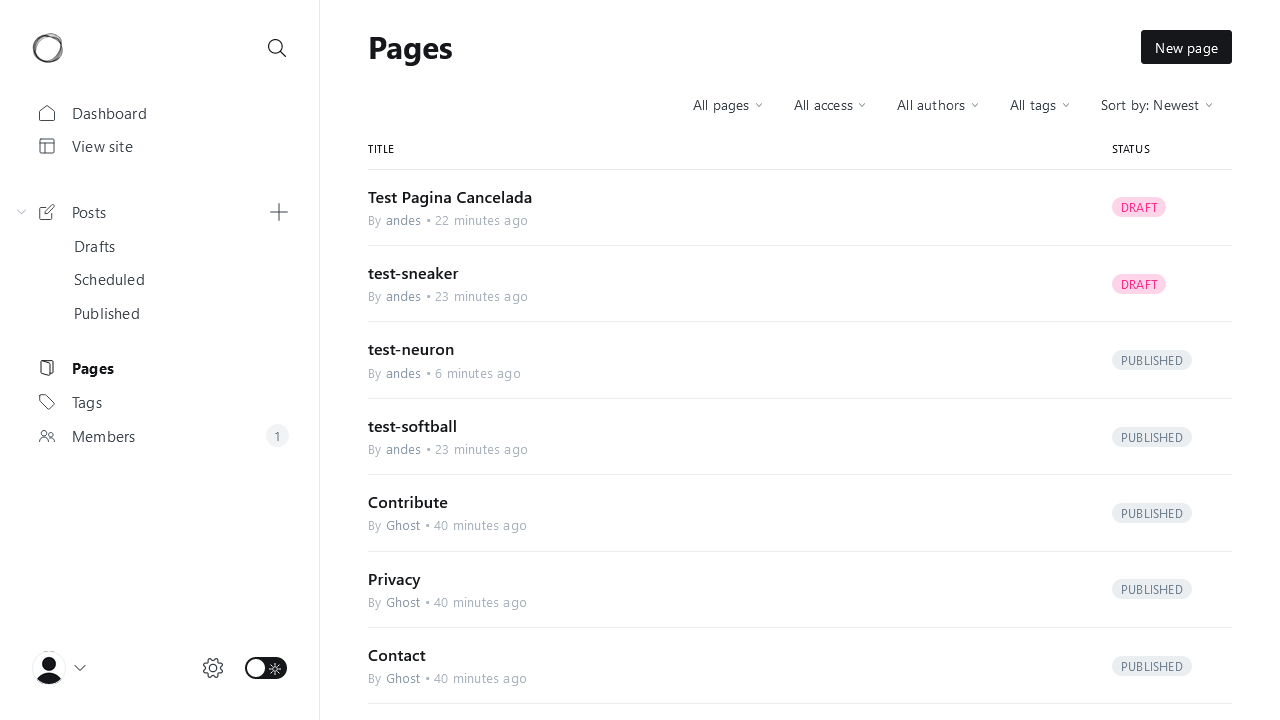 Pages
New page
Dashboard
View site
Posts
Drafts
Scheduled
Published
Pages
Tags
Members 1
All pages All access All authors All tags Sort by: Newest
TITLE STATUS
Test Pagina Cancelada
By andes • 22 minutes ago
DRAFT
test-sneaker
By andes • 23 minutes ago
DRAFT
test-neuron
By andes • 6 minutes ago
PUBLISHED
test-softball
By andes • 23 minutes ago
PUBLISHED
Contribute
By Ghost • 40 minutes ago
PUBLISHED
Privacy
By Ghost • 40 minutes ago
PUBLISHED
Contact
By Ghost • 40 minutes ago
PUBLISHED